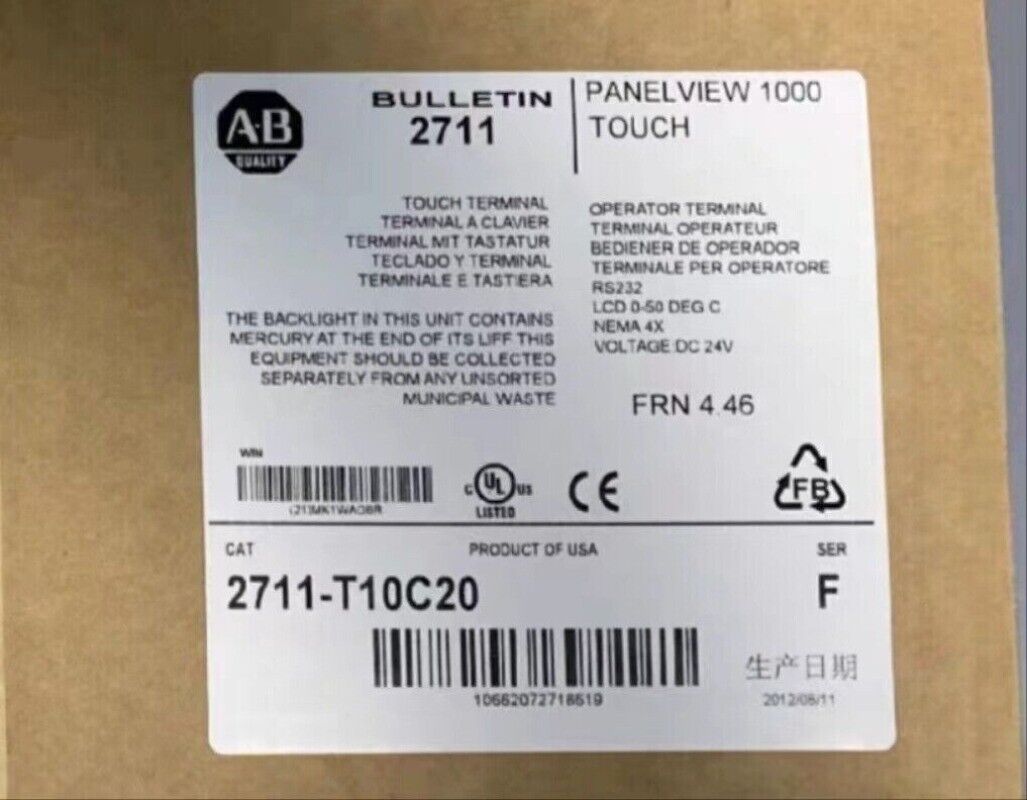 A·B
QUALITY
BULLETIN
2711
PANELVIEW 1000
TOUCH
TOUCH TERMINAL
TERMINAL A CLAVIER
TERMINAL MIT TASTATUR
TECLADO Y TERMINAL
TERMINALE E TASTIERA
THE BACKLIGHT IN THIS UNIT CONTAINS
MERCURY AT THE END OF ITS LIFF THIS
EQUIPMENT SHOULD BE COLLECTED
SEPARATELY FROM ANY UNSORTED
MUNICIPAL WASTE
OPERATOR TERMINAL
TERMINAL OPERATEUR
BEDIENER DE OPERADOR
TERMINALE PER OPERATORE
RS232
LCD 0-50 DEG C
NEMA 4X
VOLTAGE DC 24V
FRN 4.46
WIN
C UL US
LISTED
CE
FB
CAT
PRODUCT OF USA
SER
2711-T10C20
F
10662072718619
生产日期
2012/08/11